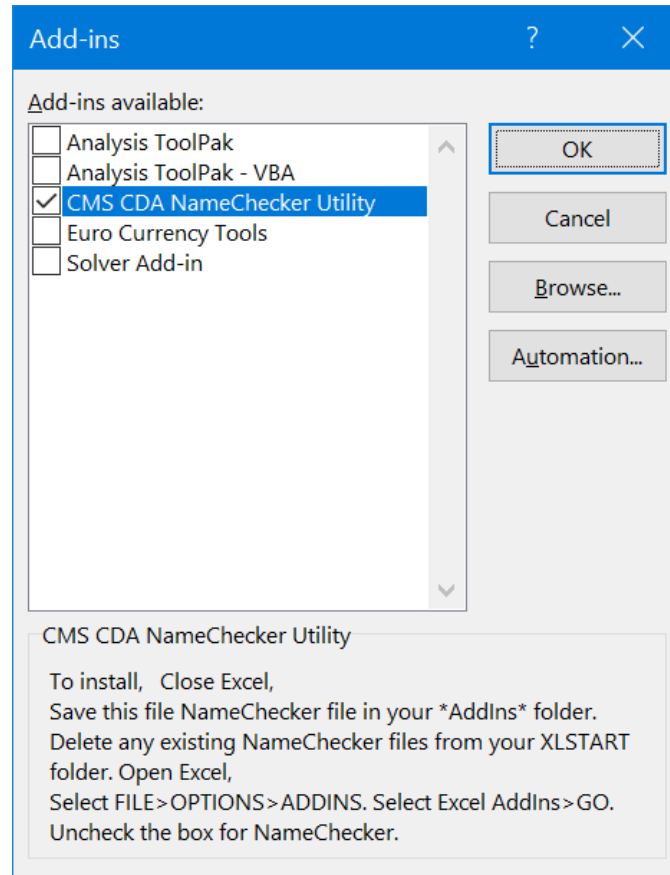 Add-ins
Add-ins available:
Analysis ToolPak
Analysis ToolPak - VBA
CMS CDA NameChecker Utility
Euro Currency Tools
Solver Add-in
OK
Cancel
Browse...
Automation...
CMS CDA NameChecker Utility
To install, Close Excel,
Save this file NameChecker file in your *AddIns* folder.
Delete any existing NameChecker files from your XLSTART
folder. Open Excel,
Select FILE>OPTIONS>ADDINS. Select Excel AddIns>GO.
Uncheck the box for NameChecker.